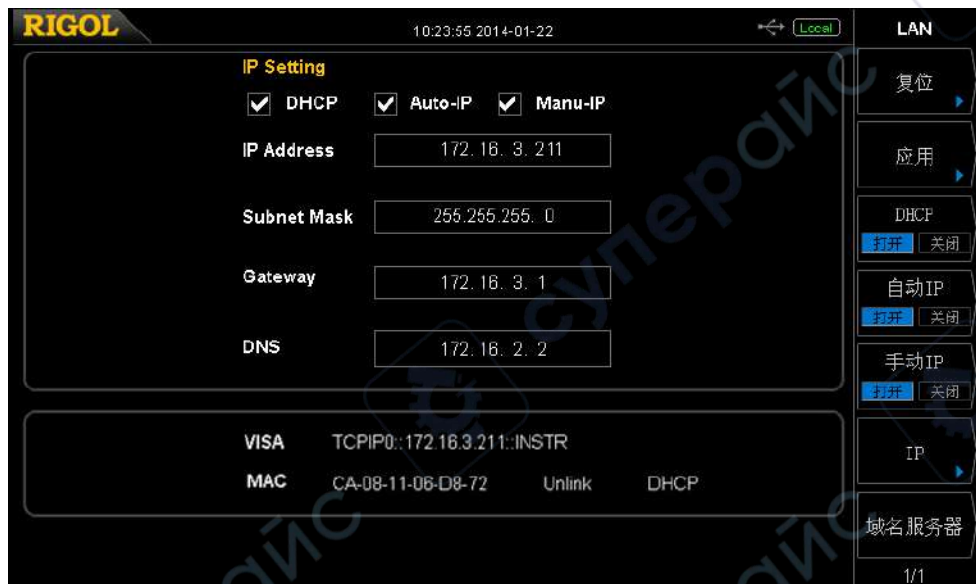 RIGOL 10:23:55 2014-01-22 Local LAN
IP Setting
DHCP Auto-IP Manu-IP
IP Address 172. 16. 3. 211
Subnet Mask 255.255.255. 0
Gateway 172. 16. 3. 1
DNS 172. 16. 2. 2
VISA TCPIP0::172.16.3.211::INSTR
MAC CA-08-11-06-D8-72 Unlink DHCP
复位
应用
DHCP
打开 关闭
自动IP
打开 关闭
手动IP
打开 关闭
IP
域名服务器
1/1
суперайс
айс
айс